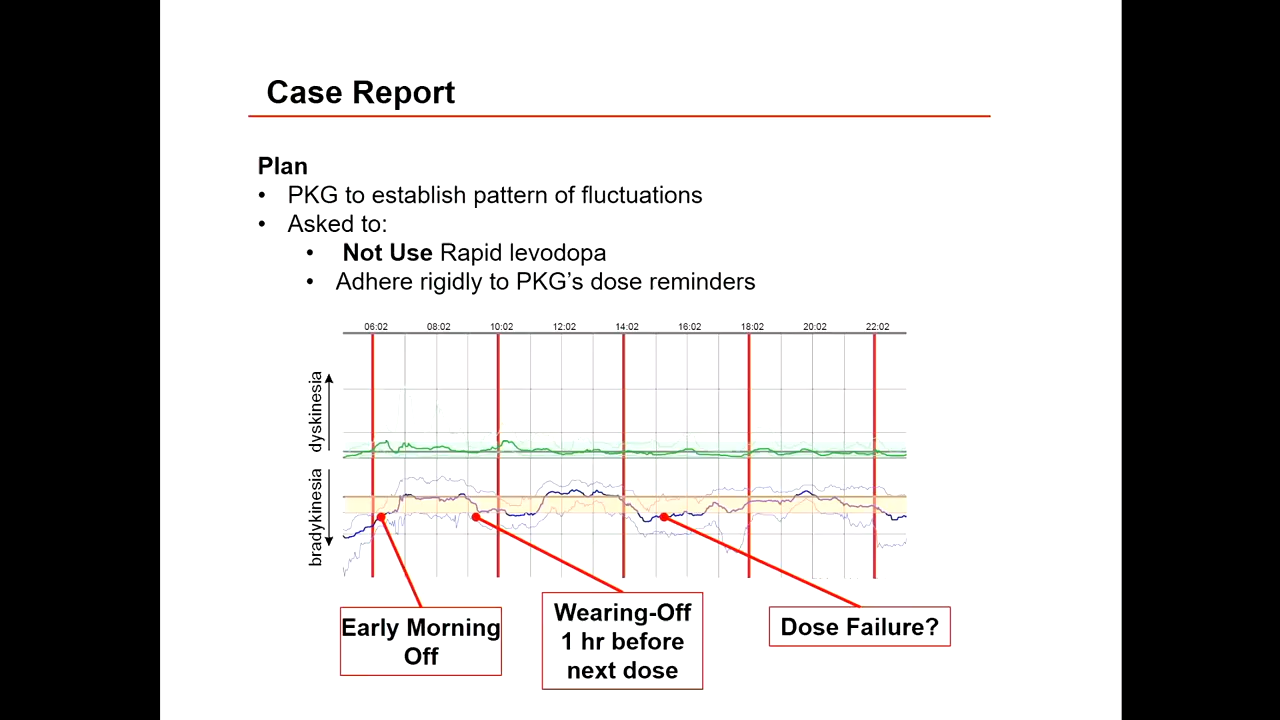 Case Report
Plan
• PKG to establish pattern of fluctuations
• Asked to:
• Not Use Rapid levodopa
• Adhere rigidly to PKG’s dose reminders
06:02 08:02 10:02 12:02 14:02 16:02 18:02 20:02 22:02
dyskinesia
bradykinesia
Early Morning
Off
Wearing-Off
1 hr before
next dose
Dose Failure?